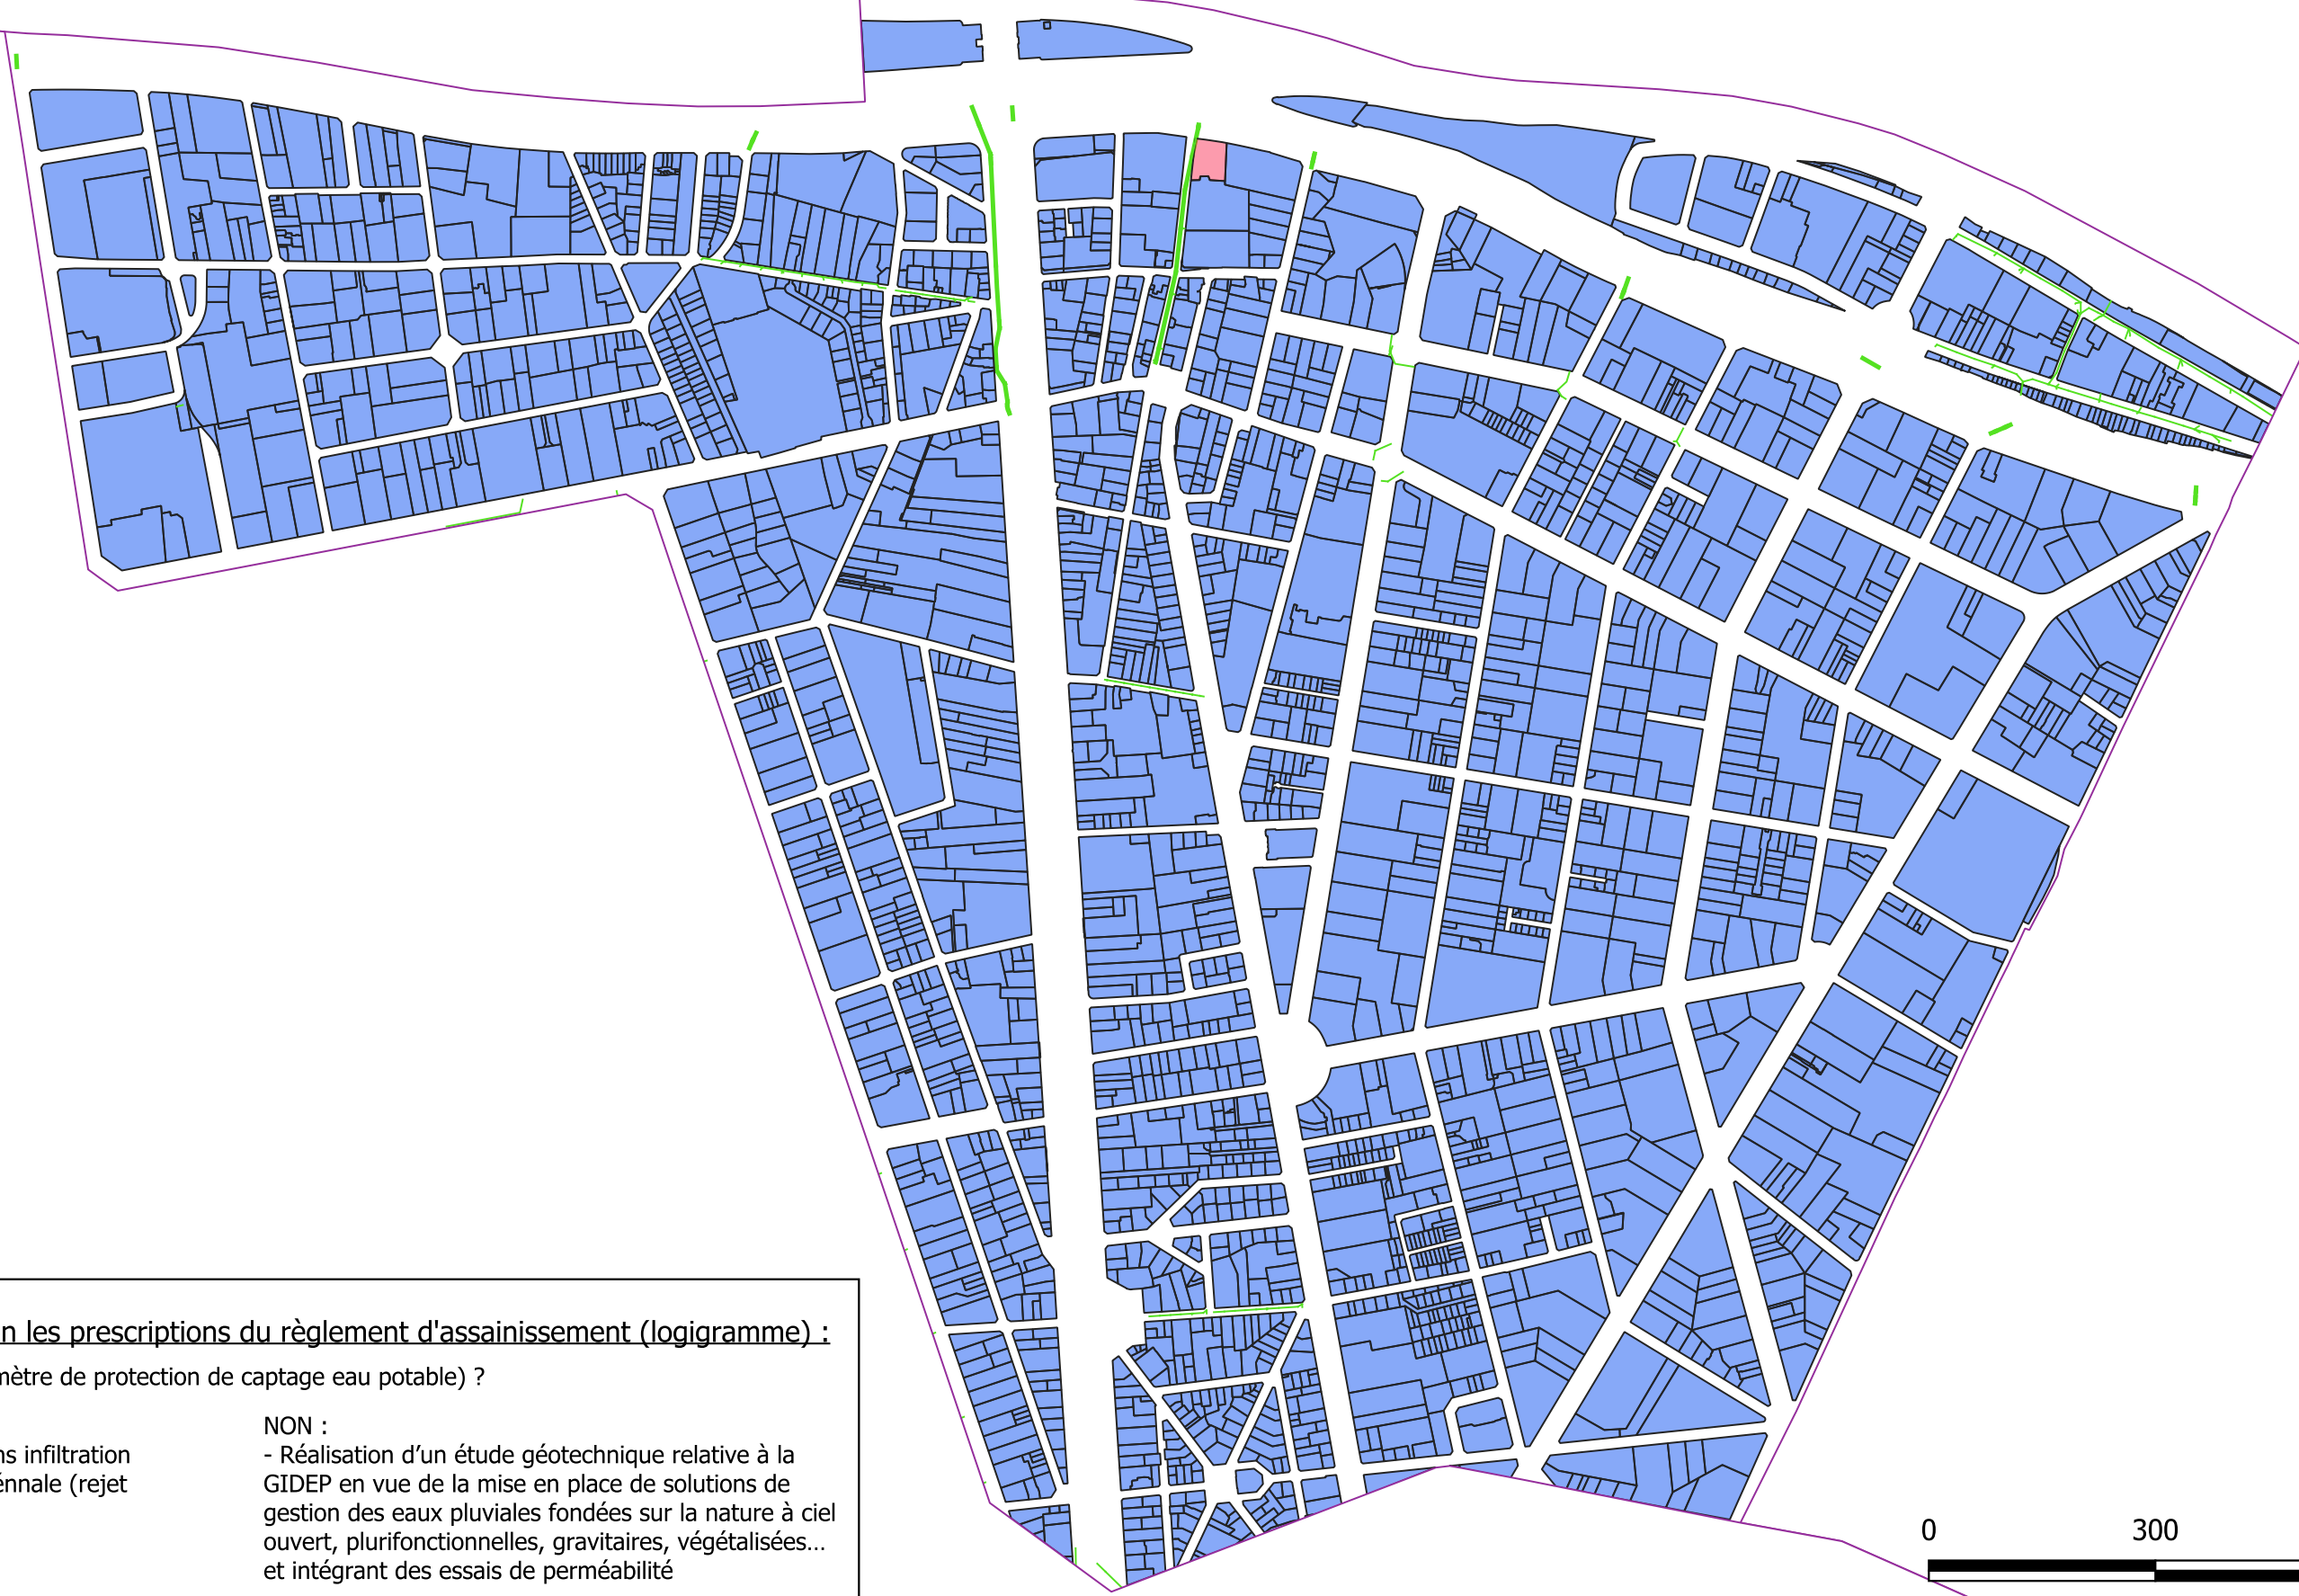 n les prescriptions du règlement d'assainissement (logigramme) :
mètre de protection de captage eau potable) ?
NON :
ns infiltration
- Réalisation d’un étude géotechnique relative à la
ennale (rejet
GIDEP en vue de la mise en place de solutions de
gestion des eaux pluviales fondées sur la nature à ciel
ouvert, plurifonctionnelles, gravitaires, végétalisées...
et intégrant des essais de perméabilité
0 300